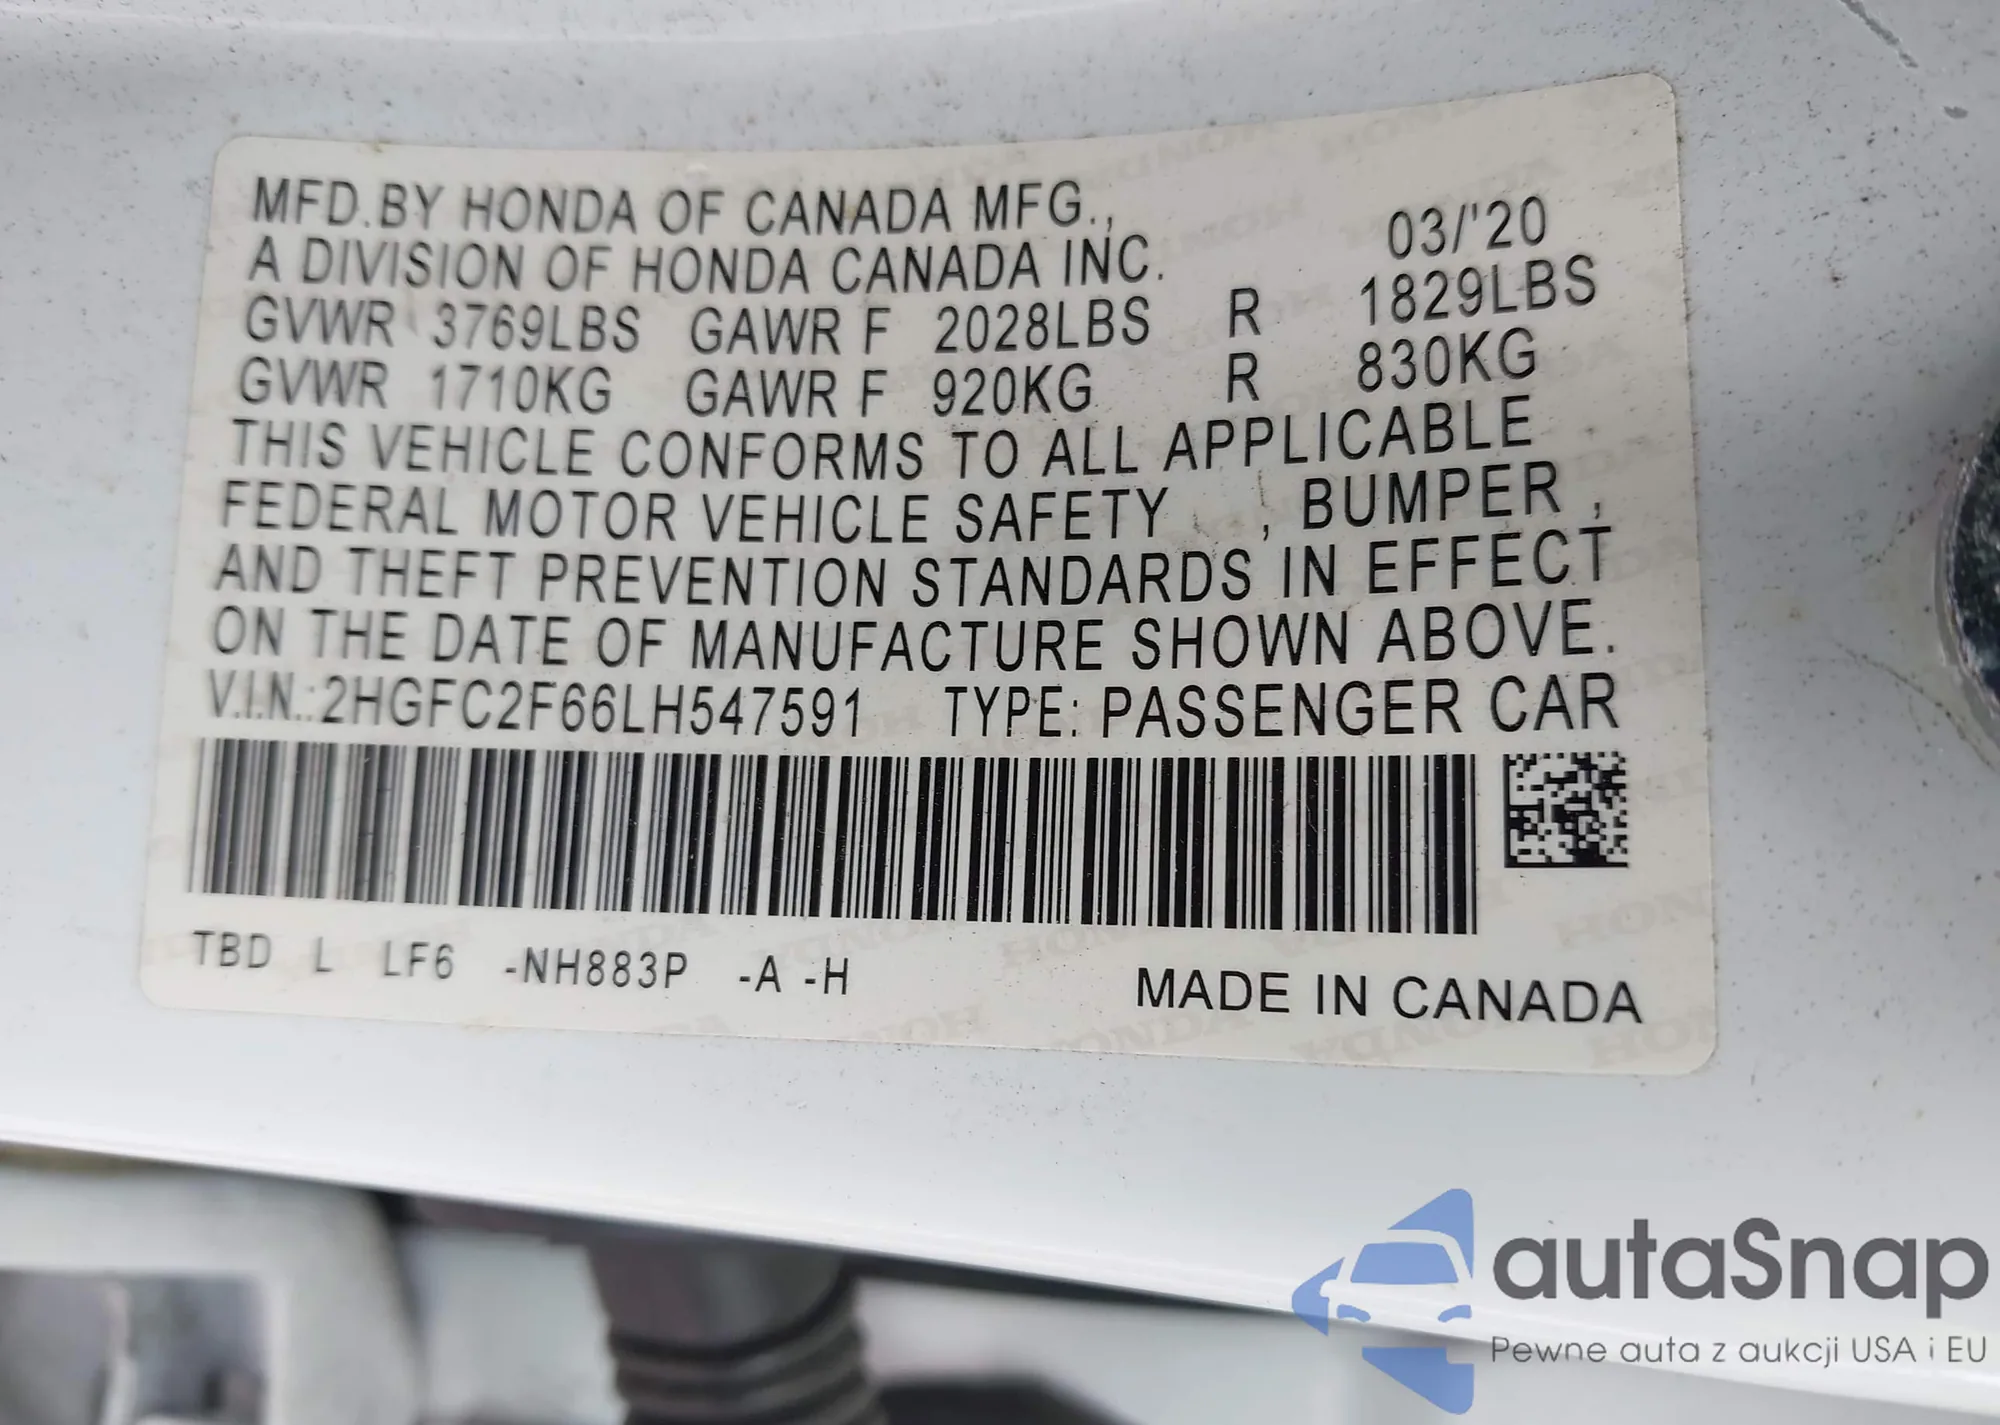 MFD.BY HONDA OF CANADA MFG.,
A DIVISION OF HONDA CANADA INC. 03/'20
GVWR 3769LBS GAWR F 2028LBS R 1829LBS
GVWR 1710KG GAWR F 920KG R 830KG
THIS VEHICLE CONFORMS TO ALL APPLICABLE
FEDERAL MOTOR VEHICLE SAFETY , BUMPER ,
AND THEFT PREVENTION STANDARDS IN EFFECT
ON THE DATE OF MANUFACTURE SHOWN ABOVE.
V.I.N.:2HGFC2F66LH547591 TYPE: PASSENGER CAR
TBD L LF6 -NH883P -A -H
MADE IN CANADA
autaSnap
Pewne auta z aukcji USA i EU